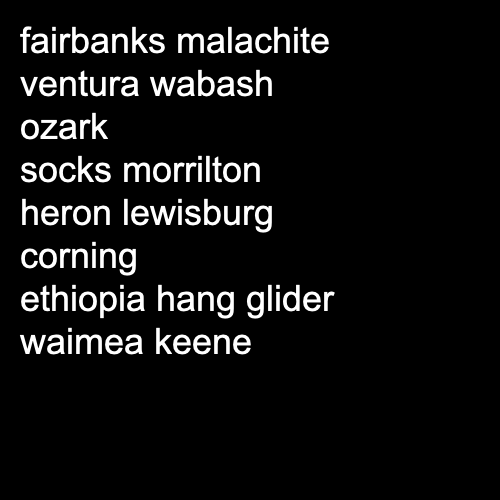 fairbanks malachite
ventura wabash
ozark
socks morrilton
heron lewisburg
corning
ethiopia hang glider
waimea keene